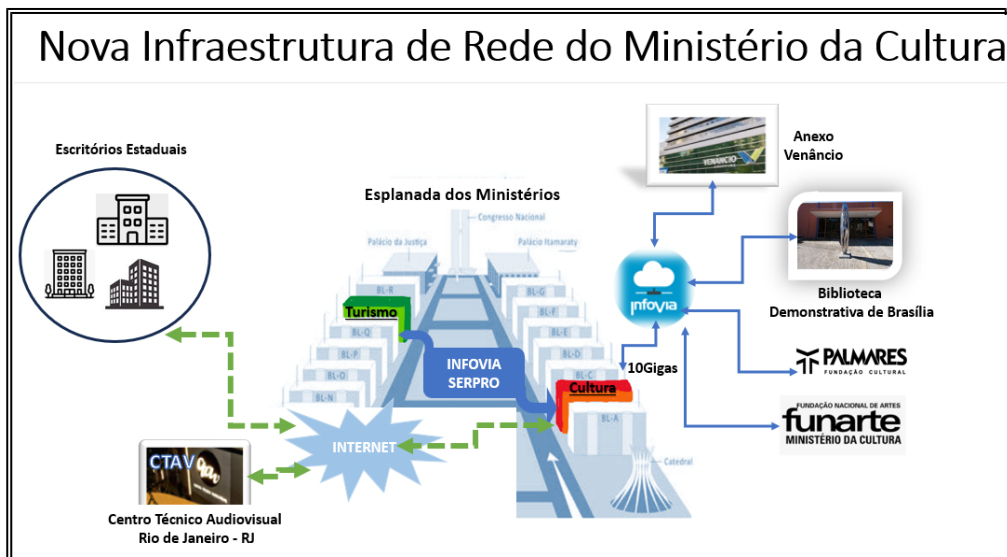 Nova Infraestrutura de Rede do Ministério da Cultura
Escritórios Estaduais
Esplanada dos Ministérios
Congresso Nacional
Palácio da Justiça
Palácio Itamaraty
BL-R
BL-G
Turismo
BL-F
BL-Q
BL-E
BL-P
BL-D
BL-O
BL-C
BL-N
INFOVIA
SERPRO
Cultura
BL-A
Catedral
INTERNET
10Gigas
infovia
VENÂNCIO
Anexo
Venâncio
Biblioteca
Demonstrativa de Brasília
PALMARES
FUNDAÇÃO CULTURAL
FUNDAÇÃO NACIONAL DE ARTES
funarte
MINISTÉRIO DA CULTURA
CTAV
ctav
Centro Técnico Audiovisual
Rio de Janeiro - RJ